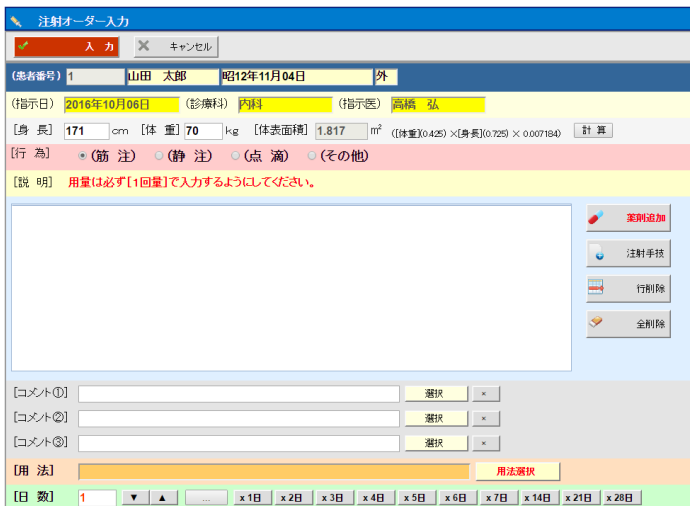 注射オーダー入力
入 力 キャンセル
(患者番号) 1 山田 太郎 昭12年11月04日 外
(指示日) 2016年10月06日 (診療科) 内科 (指示医) 高橋 弘
[身 長] 171 cm [体 重] 70 kg [体表面積] 1.817 m² ([体重](0.425) ×[身長](0.725) × 0.007184) 計 算
[行 為] (筋 注) (静 注) (点 滴) (その他)
[説 明] 用量は必ず[1回量]で入力するようにしてください。
薬剤追加
注射手技
行削除
全削除
[コメント①] 選択 ×
[コメント②] 選択 ×
[コメント③] 選択 ×
[用 法] 用法選択
[日 数] 1 ▼ ▲ ... x 1日 x 2日 x 3日 x 4日 x 5日 x 6日 x 7日 x 14日 x 21日 x 28日